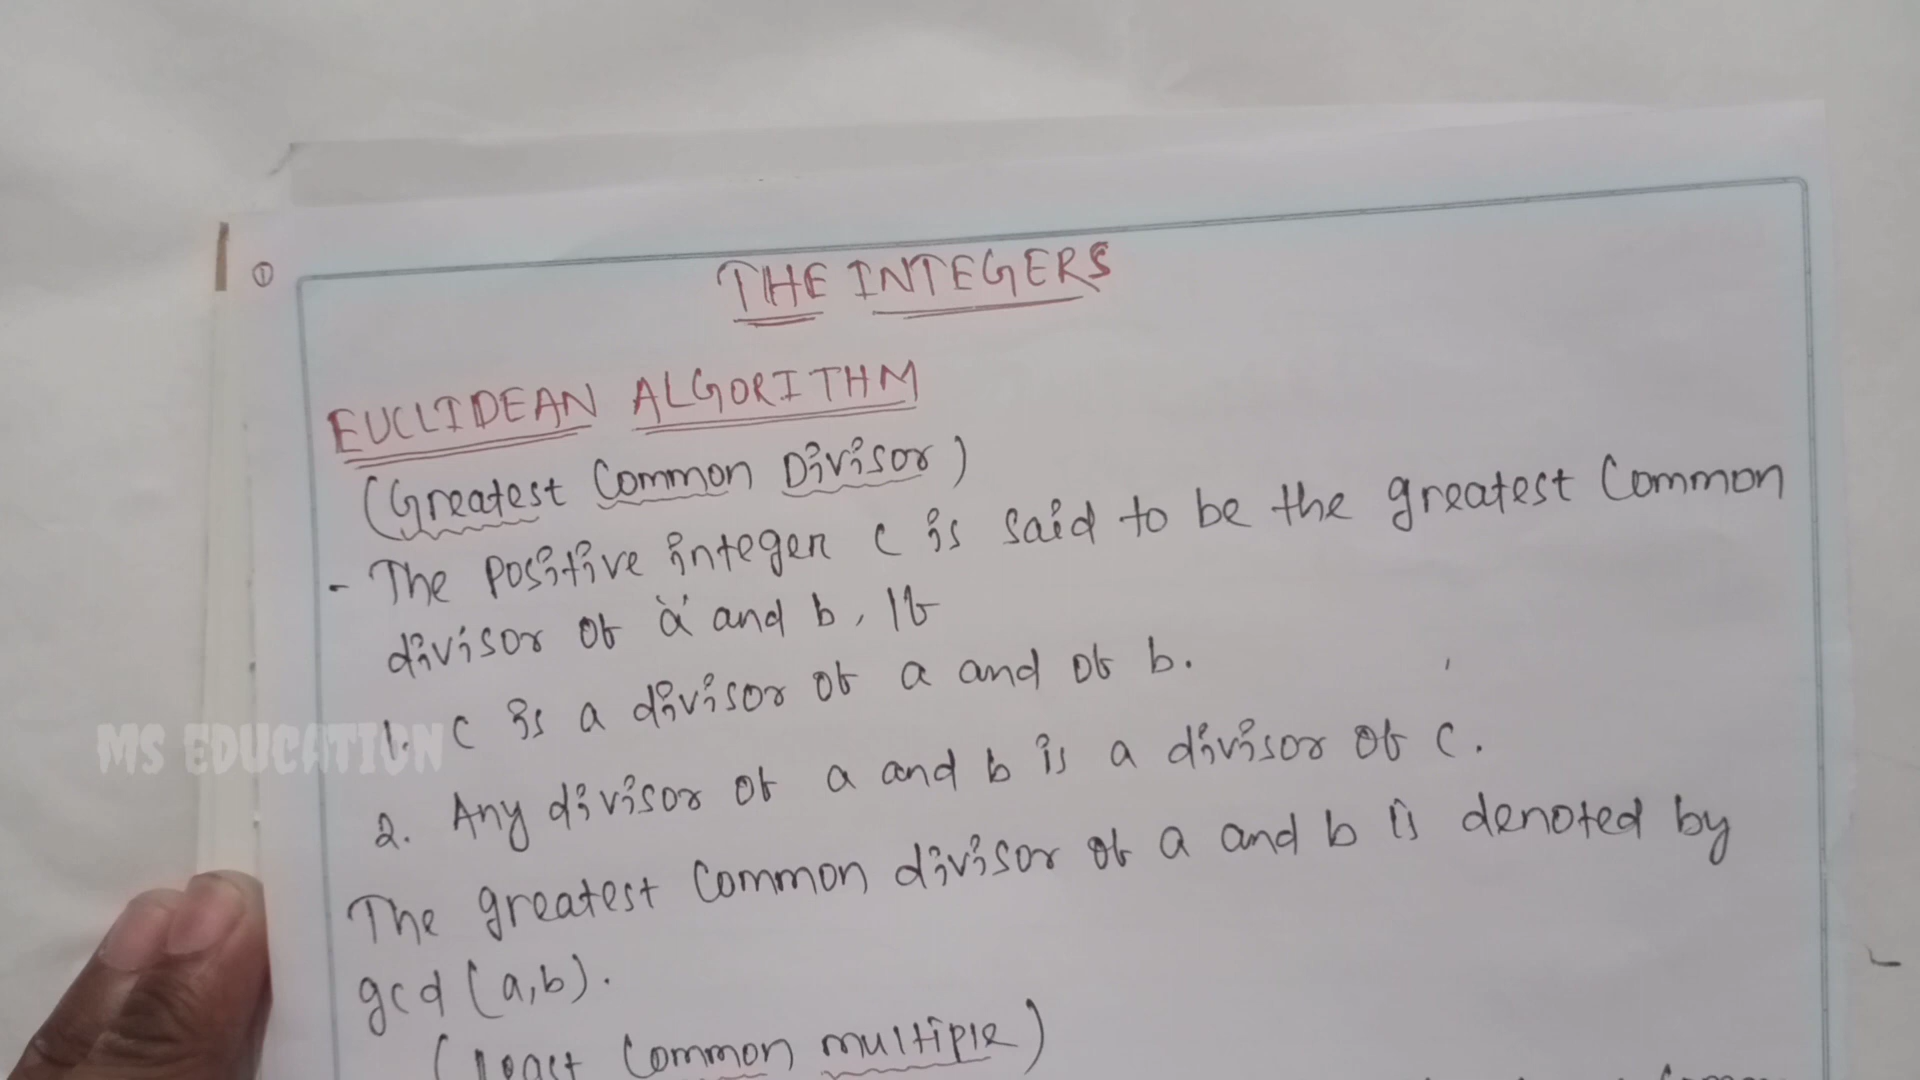 ①
THE INTEGERS
EUCLIDEAN ALGORITHM
(Greatest Common Divisor)
- The positive integer c is said to be the greatest Common
divisor of 'a' and b, If
1. c is a divisor of a and of b.
2. Any divisor of a and b is a divisor of c.
The greatest Common divisor of a and b is denoted by
gcd (a,b).
(Least Common multiple)
MS EDUCATION